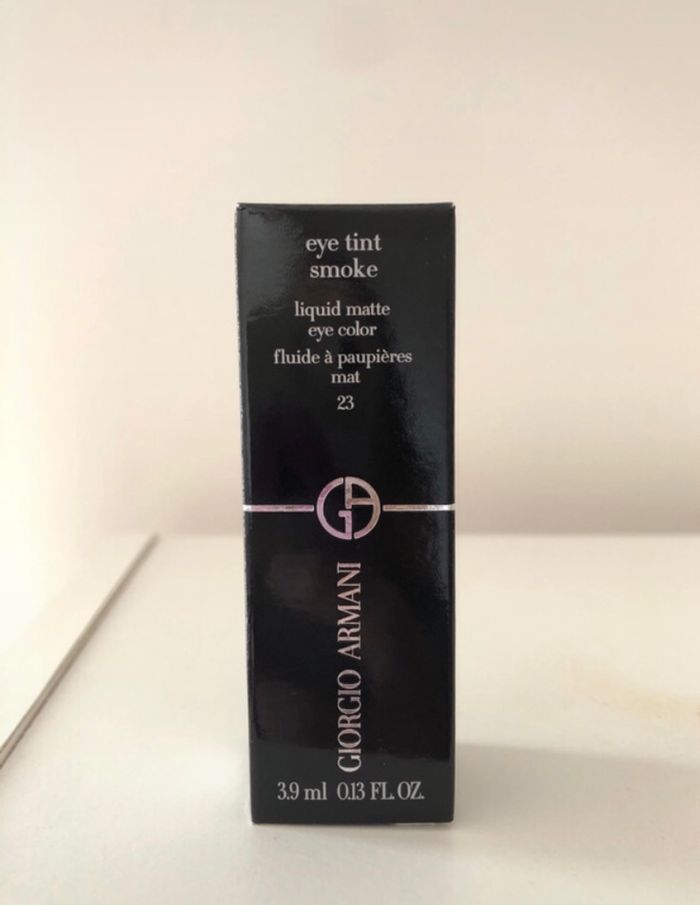 eye tint
smoke
liquid matte
eye color
fluide à paupières
mat
23
GA
GIORGIO ARMANI
3.9 ml 0.13 FL. OZ.